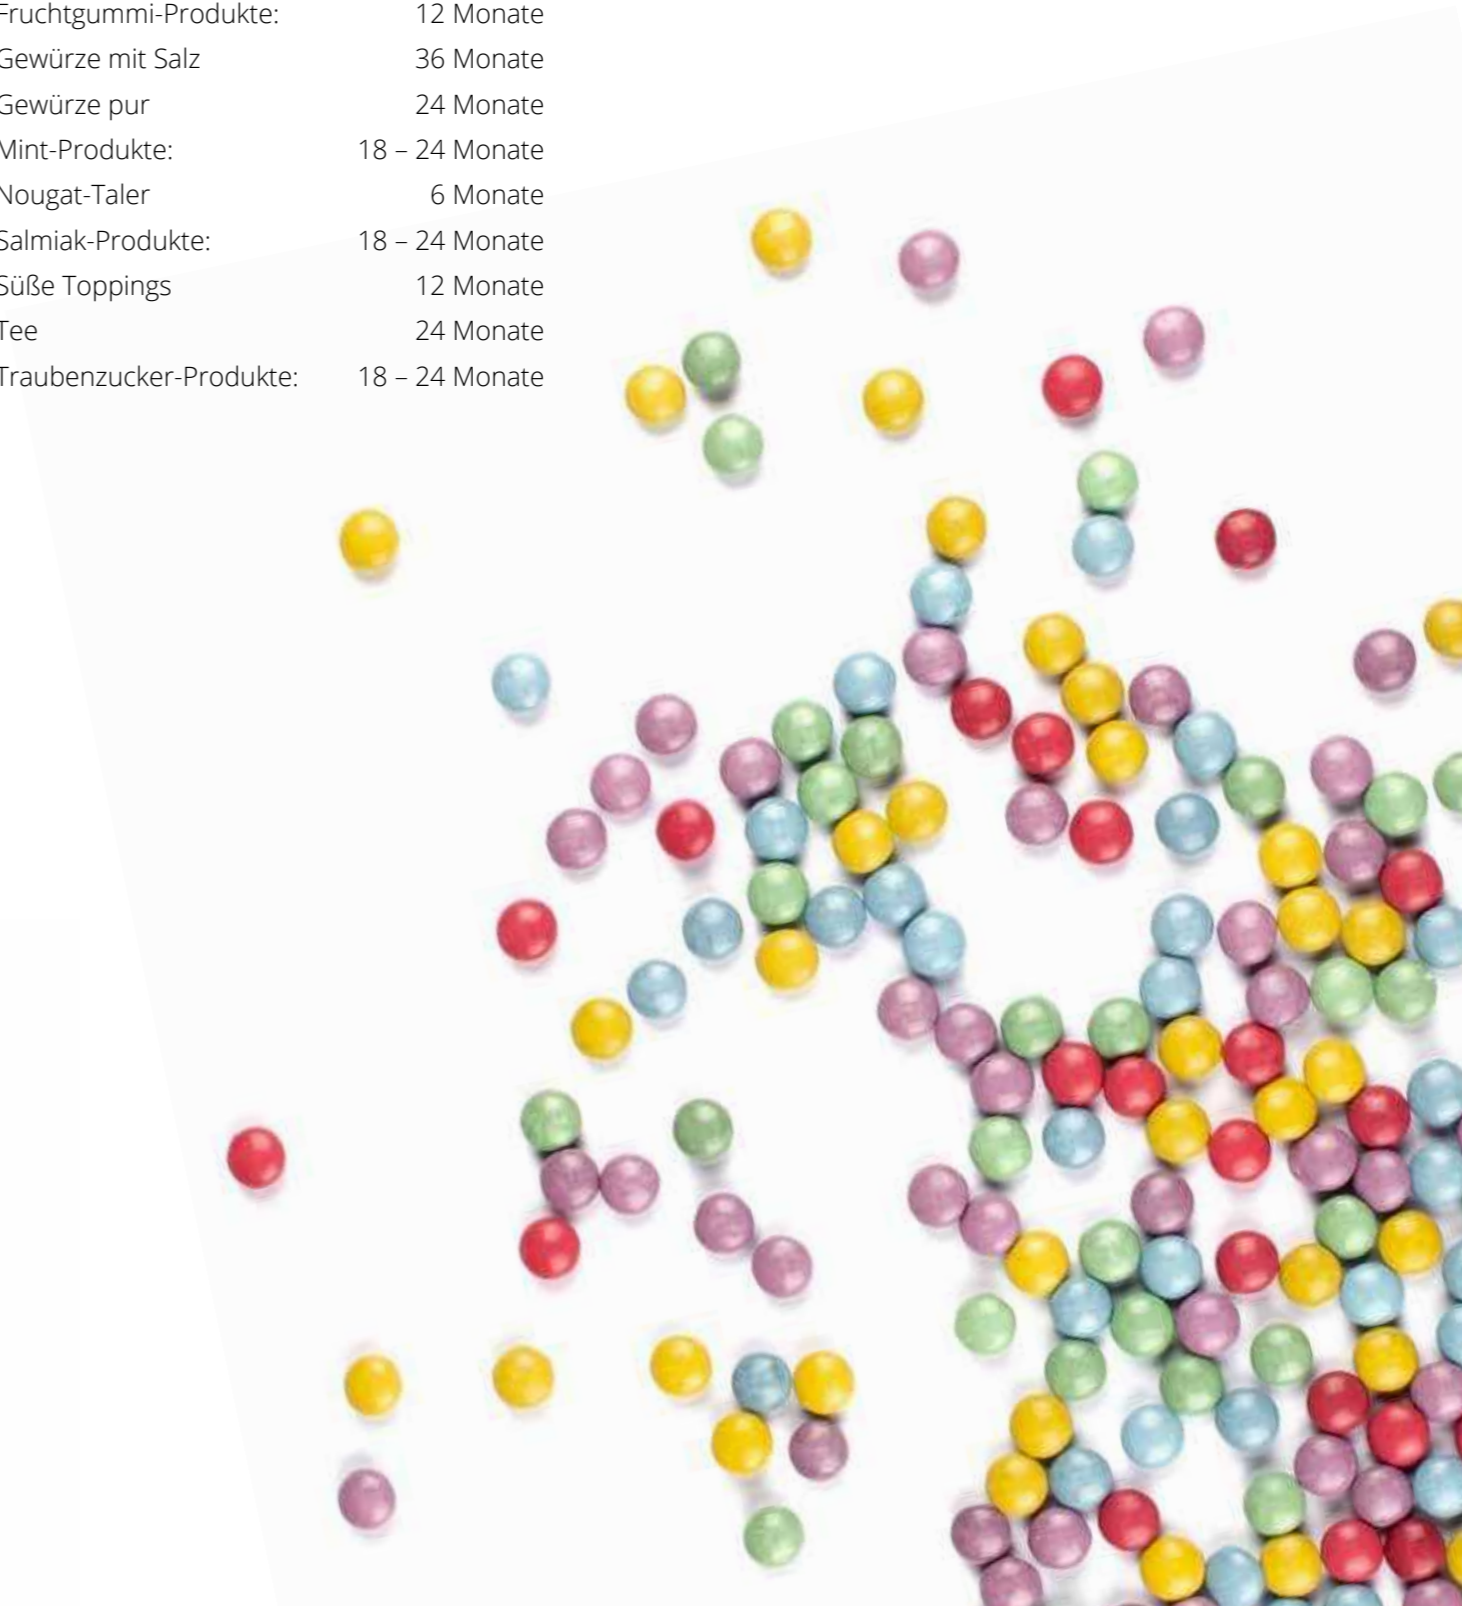 Fruchtgummi-Produkte: 12 Monate
Gewürze mit Salz 36 Monate
Gewürze pur 24 Monate
Mint-Produkte: 18 – 24 Monate
Nougat-Taler 6 Monate
Salmiak-Produkte: 18 – 24 Monate
Süße Toppings 12 Monate
Tee 24 Monate
Traubenzucker-Produkte: 18 – 24 Monate